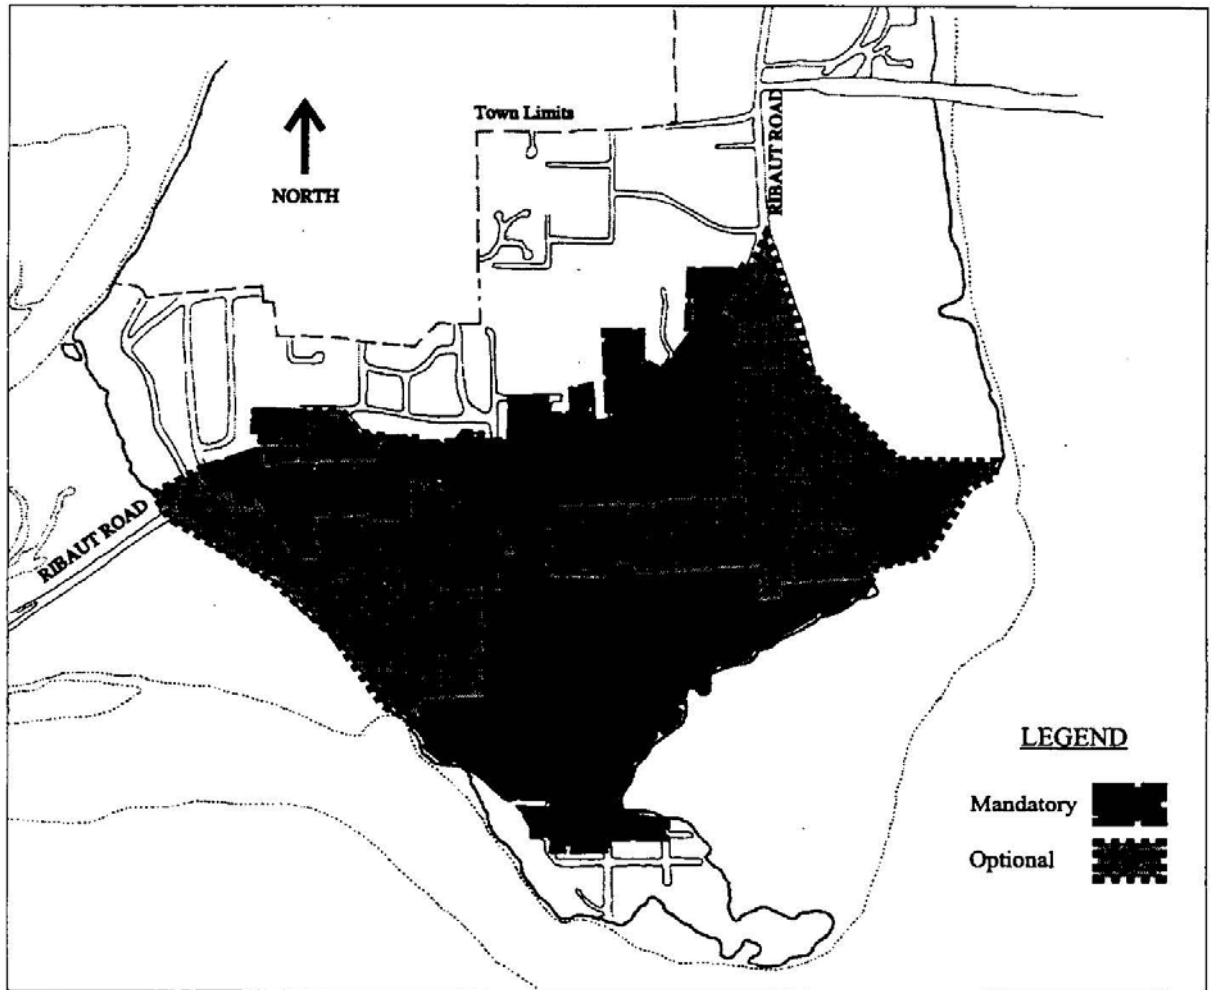 Town Limits
RIBAUT ROAD
NORTH
RIBAUT ROAD
LEGEND
Mandatory
Optional